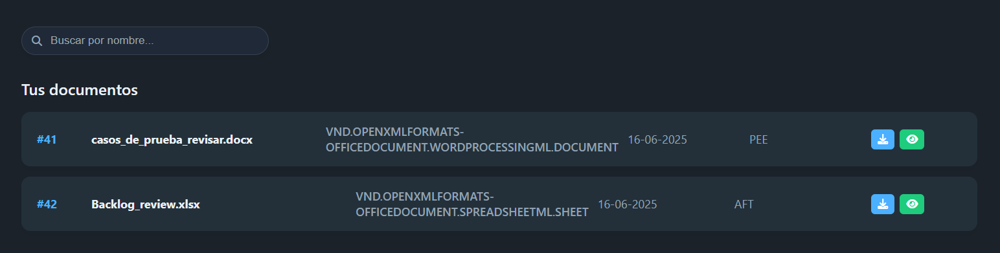 Buscar por nombre...
Tus documentos
#41 casos_de_prueba_revisar.docx VND.OPENXMLFORMATS-
OFFICEDOCUMENT.WORDPROCESSINGML.DOCUMENT 16-06-2025 PEE
#42 Backlog_review.xlsx VND.OPENXMLFORMATS-
OFFICEDOCUMENT.SPREADSHEETML.SHEET 16-06-2025 AFT